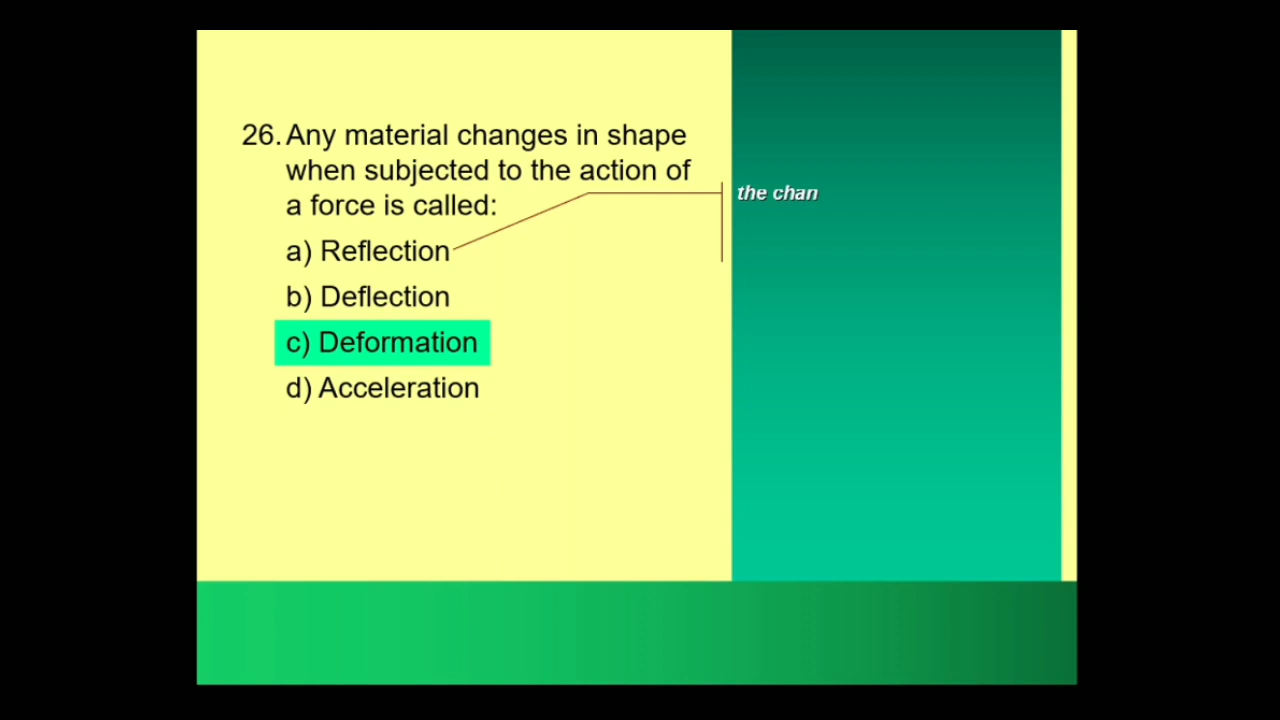 26. Any material changes in shape
when subjected to the action of
a force is called:
a) Reflection
b) Deflection
c) Deformation
d) Acceleration
the chan